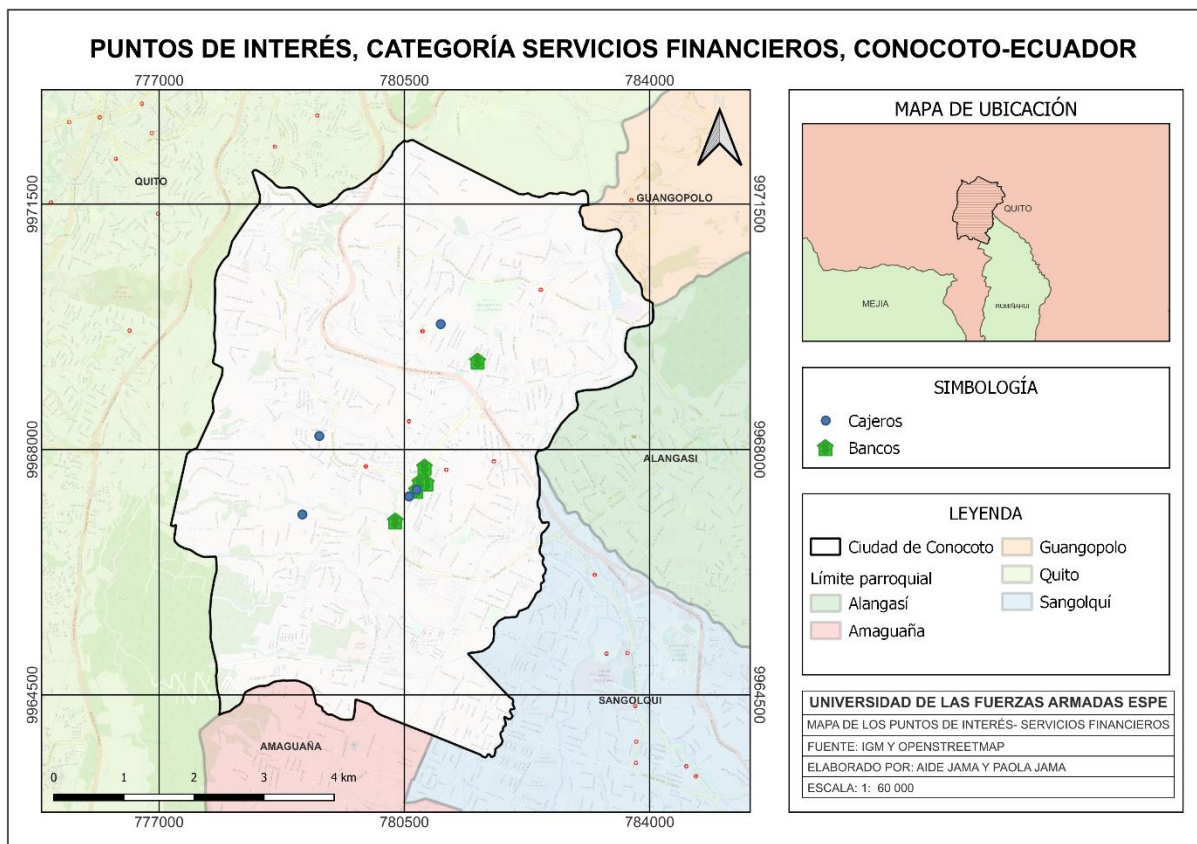 PUNTOS DE INTERÉS, CATEGORÍA SERVICIOS FINANCIEROS, CONOCOTO-ECUADOR
777000 780500 784000
QUITO
GUANGOPOLO
ALANGASI
SANGOLQUI
AMAGUAÑA
9971500 9971500
9968000 9968000
9964500 9964500
0 1 2 3 4 km
777000 780500 784000
MAPA DE UBICACIÓN
QUITO
MEJIA
RUMIÑAHUI
SIMBOLOGÍA
Cajeros
Bancos
LEYENDA
Ciudad de Conocoto
Límite parroquial
Alangasí
Amaguaña
Guangopolo
Quito
Sangolquí
UNIVERSIDAD DE LAS FUERZAS ARMADAS ESPE
MAPA DE LOS PUNTOS DE INTERÉS- SERVICIOS FINANCIEROS
FUENTE: IGM Y OPENSTREETMAP
ELABORADO POR: AIDE JAMA Y PAOLA JAMA
ESCALA: 1: 60 000